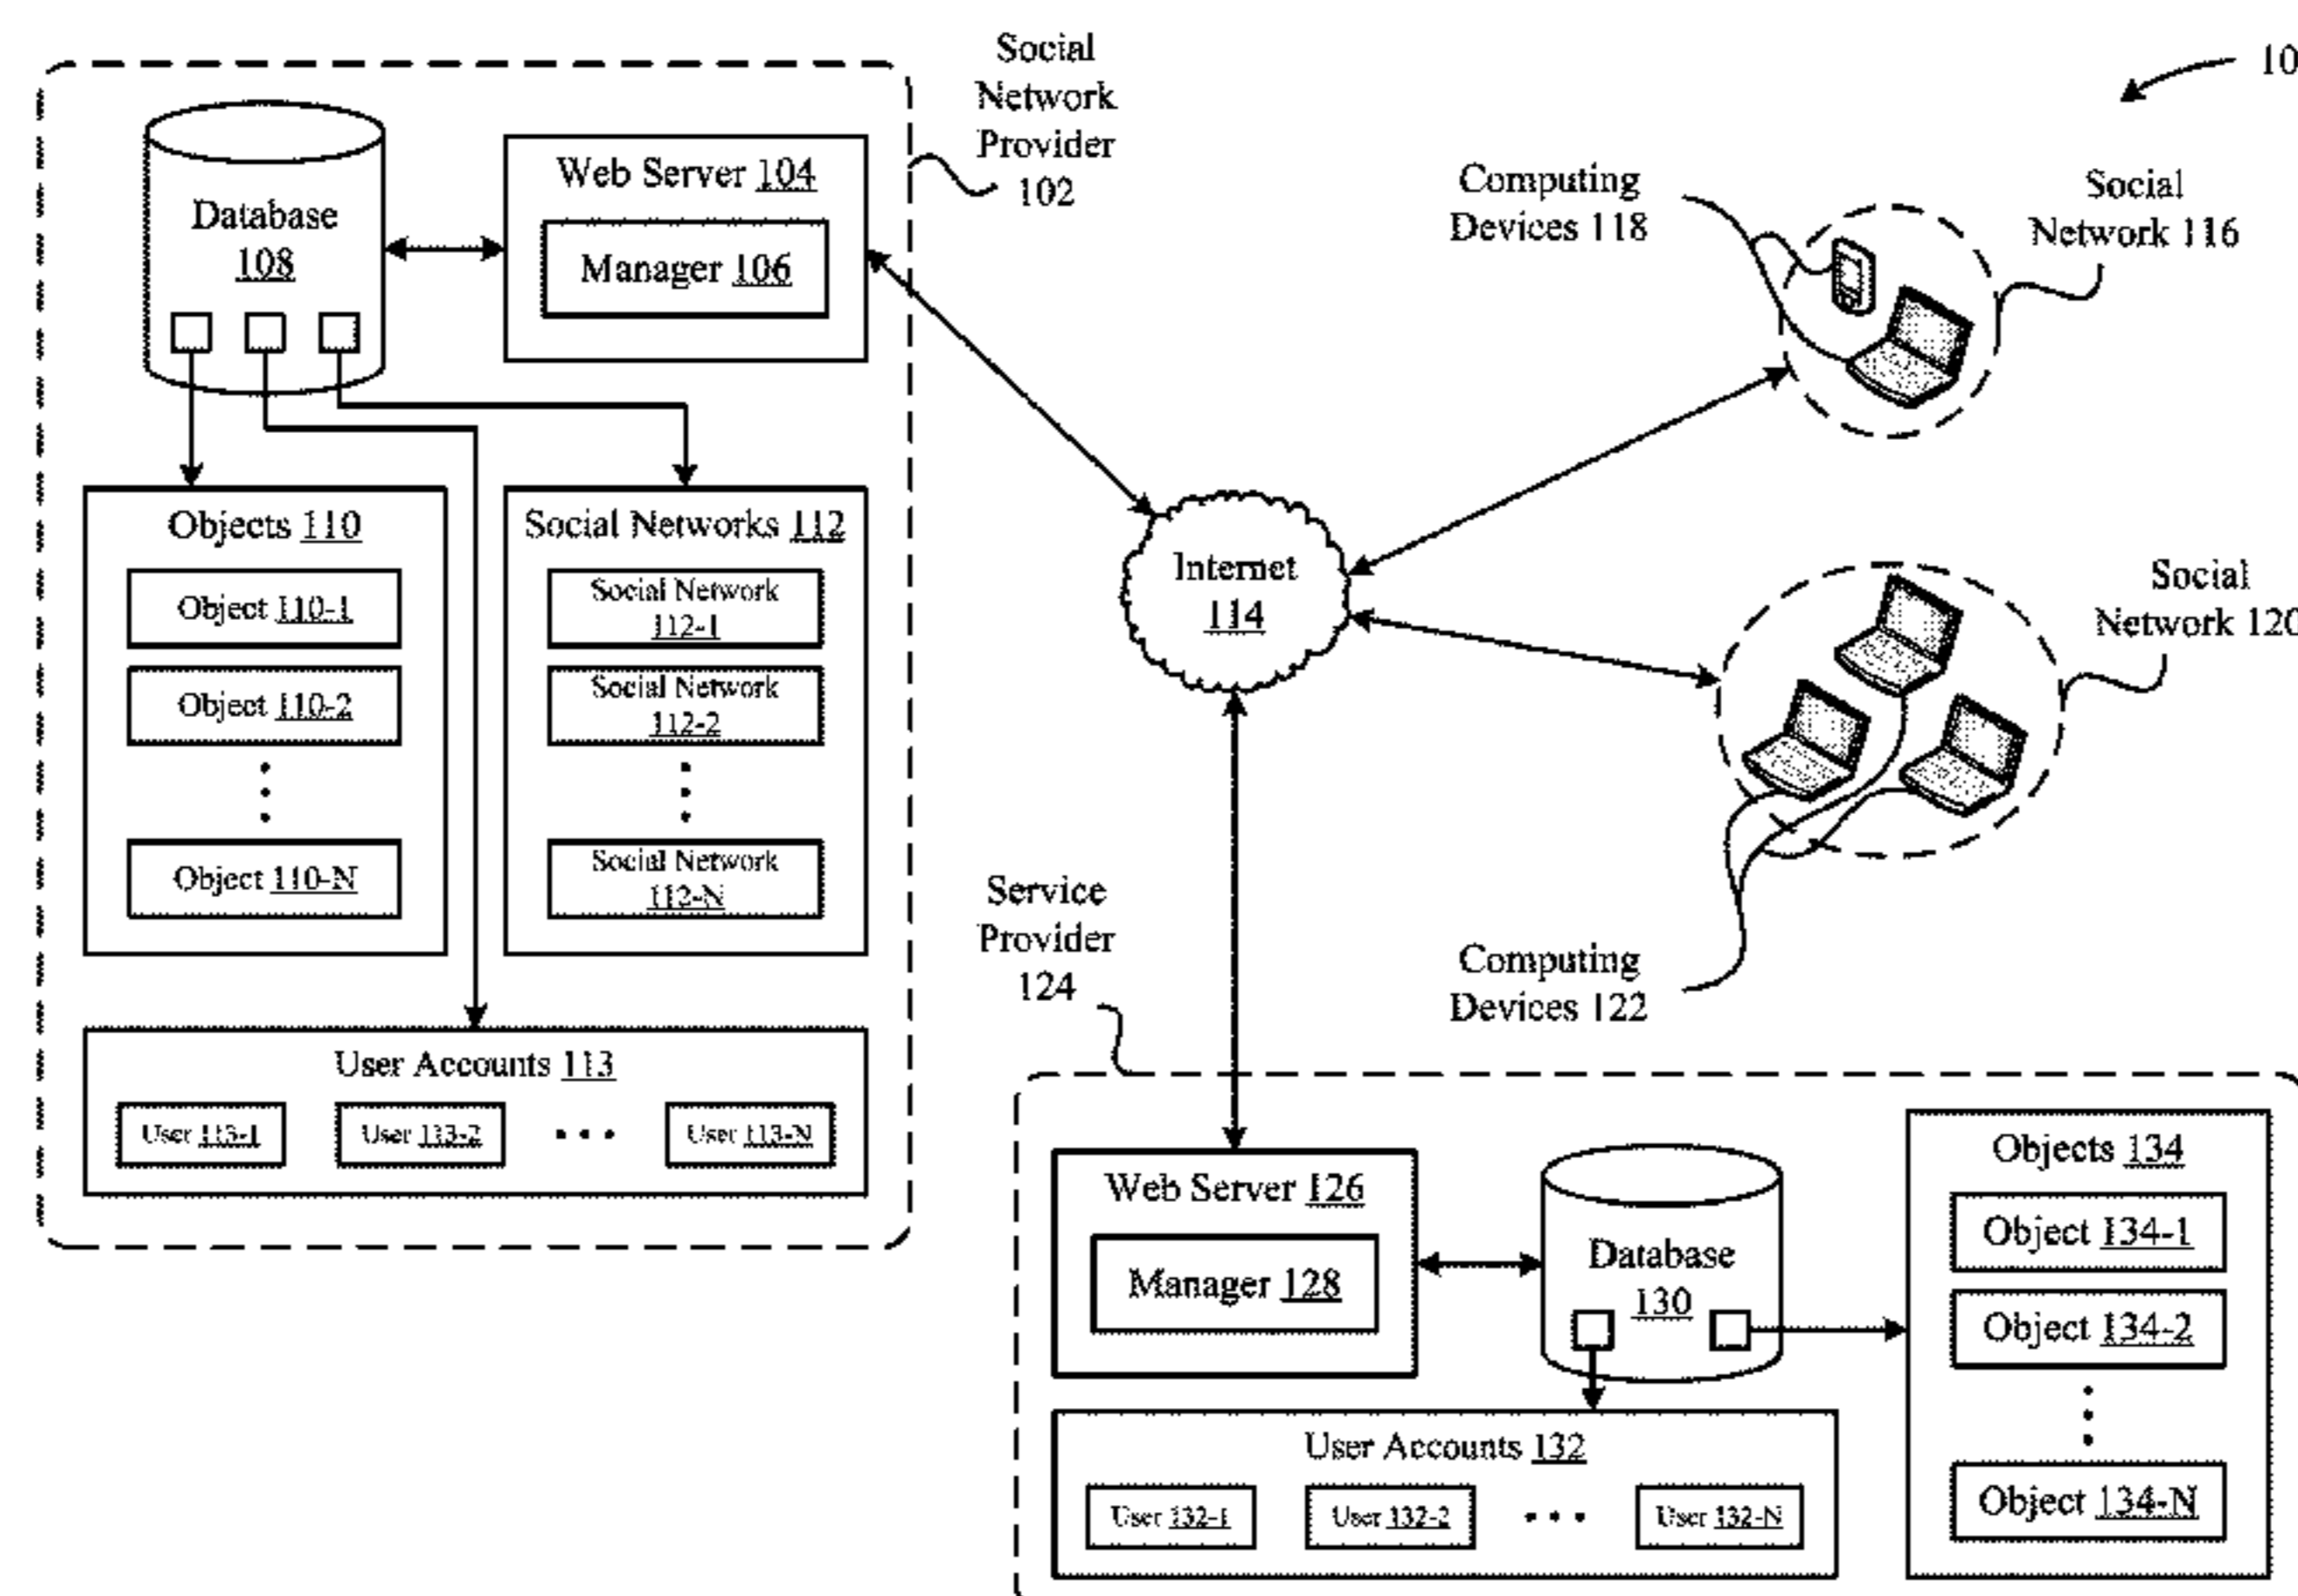 Social
Network
Provider
102
10
Database
108
Web Server 104
Manager 106
Computing
Devices 118
Social
Network 116
Objects 110
Object 110-1
Object 110-2
Object 110-N
Social Networks 112
Social Network
112-1
Social Network
112-2
Social Network
112-N
Internet
114
Social
Network 120
Computing
Devices 122
User Accounts 113
User 113-1
User 113-2
User 113-N
Service
Provider
124
Web Server 126
Manager 128
Database
130
Objects 134
Object 134-1
Object 134-2
Object 134-N
User Accounts 132
User 132-1
User 132-2
User 132-N